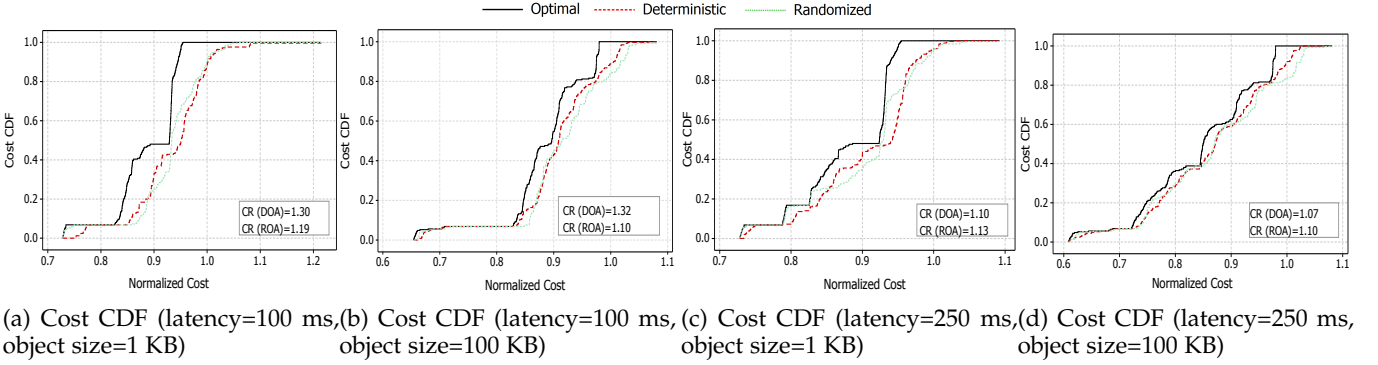 Optimal Deterministic Randomized
Cost CDF
1.0
0.8
0.6
0.4
0.2
0.0
0.7 0.8 0.9 1.0 1.1 1.2
Normalized Cost
CR (DOA)=1.30
CR (ROA)=1.19
(a) Cost CDF (latency=100 ms, object size=1 KB)
Cost CDF
1.0
0.8
0.6
0.4
0.2
0.0
0.6 0.7 0.8 0.9 1.0 1.1
Normalized Cost
CR (DOA)=1.32
CR (ROA)=1.10
(b) Cost CDF (latency=100 ms, object size=100 KB)
Cost CDF
1.0
0.8
0.6
0.4
0.2
0.0
0.7 0.8 0.9 1.0 1.1
Normalized Cost
CR (DOA)=1.10
CR (ROA)=1.13
(c) Cost CDF (latency=250 ms, object size=1 KB)
Cost CDF
1.0
0.8
0.6
0.4
0.2
0.0
0.6 0.7 0.8 0.9 1.0 1.1
Normalized Cost
CR (DOA)=1.07
CR (ROA)=1.10
(d) Cost CDF (latency=250 ms, object size=100 KB)